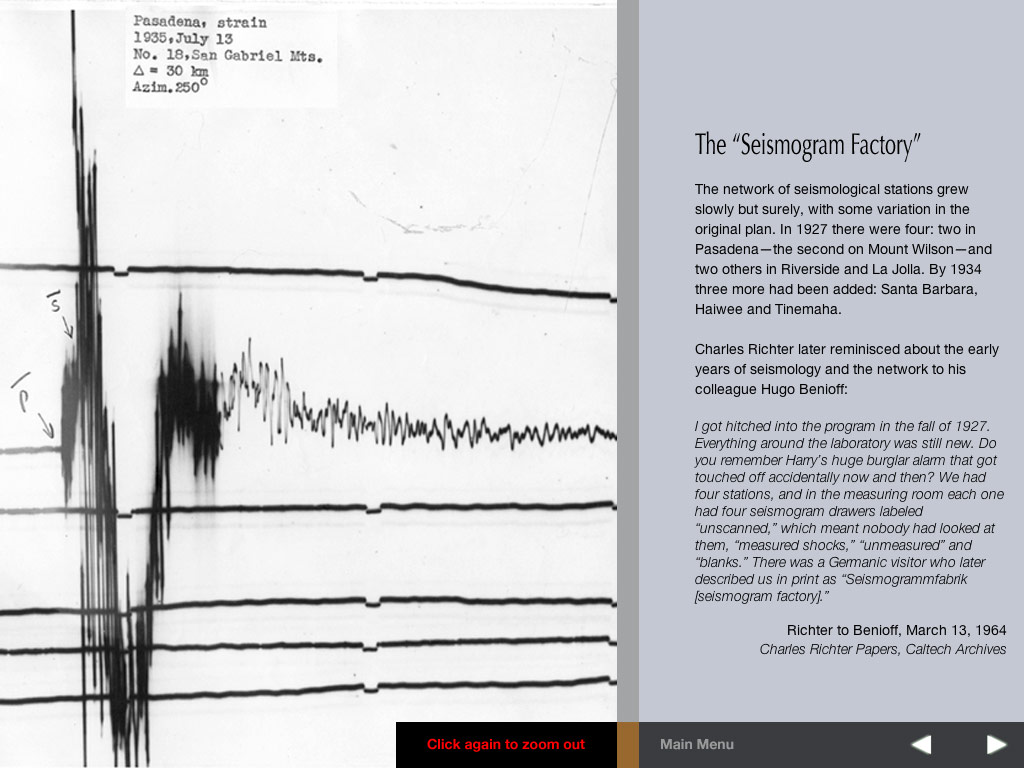 Pasadena, strain
1935,July 13
No. 18,San Gabriel Mts.
Δ = 30 km
Azim.250°
S̄
P̄
The “Seismogram Factory”
The network of seismological stations grew
slowly but surely, with some variation in the
original plan. In 1927 there were four: two in
Pasadena—the second on Mount Wilson—and
two others in Riverside and La Jolla. By 1934
three more had been added: Santa Barbara,
Haiwee and Tinemaha.
Charles Richter later reminisced about the early
years of seismology and the network to his
colleague Hugo Benioff:
I got hitched into the program in the fall of 1927.
Everything around the laboratory was still new. Do
you remember Harry’s huge burglar alarm that got
touched off accidentally now and then? We had
four stations, and in the measuring room each one
had four seismogram drawers labeled
“unscanned,” which meant nobody had looked at
them, “measured shocks,” “unmeasured” and
“blanks.” There was a Germanic visitor who later
described us in print as “Seismogrammfabrik
[seismogram factory].”
Richter to Benioff, March 13, 1964
Charles Richter Papers, Caltech Archives
Click again to zoom out
Main Menu